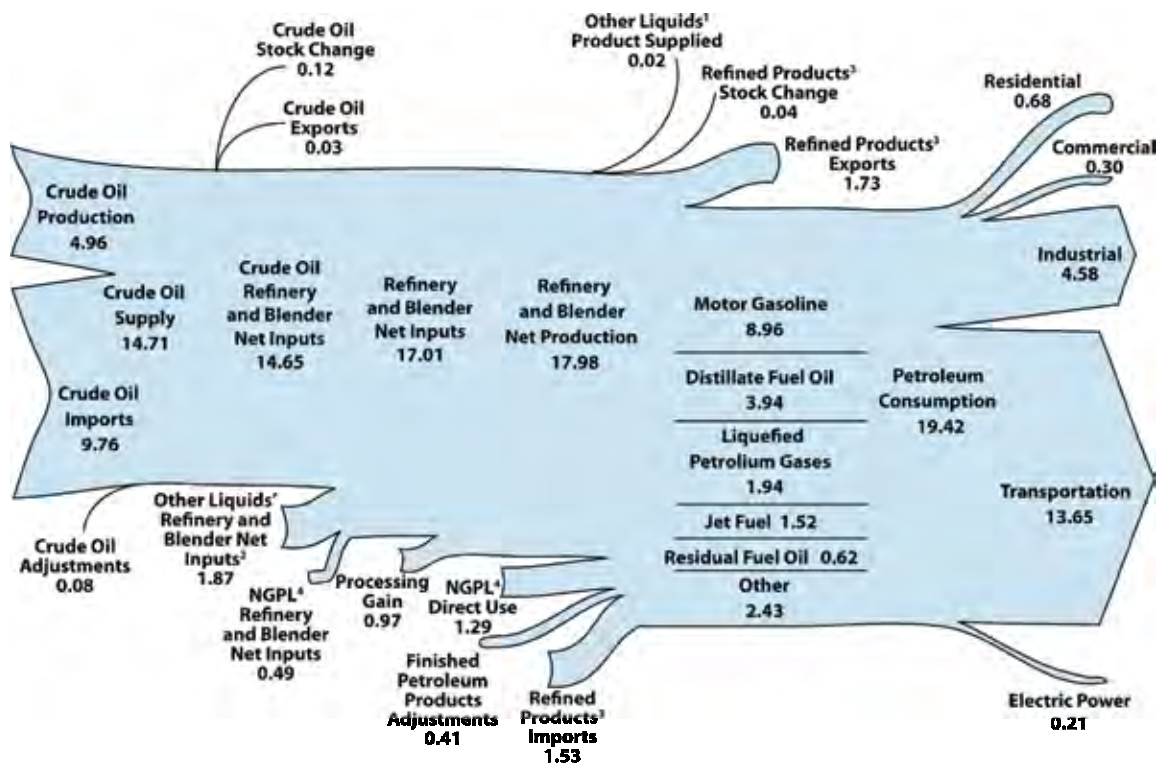 Crude Oil
Stock Change
0.12
Crude Oil
Exports
0.03
Other Liquids¹
Product Supplied
0.02
Refined Products³
Stock Change
0.04
Refined Products³
Exports
1.73
Residential
0.68
Commercial
0.30
Crude Oil
Production
4.96
Crude Oil
Supply
14.71
Crude Oil
Refinery
and Blender
Net Inputs
14.65
Refinery
and Blender
Net Inputs
17.01
Refinery
and Blender
Net Production
17.98
Industrial
4.58
Motor Gasoline
8.96
Distillate Fuel Oil
3.94
Liquefied
Petrolium Gases
1.94
Jet Fuel 1.52
Residual Fuel Oil 0.62
Other
2.43
Petroleum
Consumption
19.42
Transportation
13.65
Crude Oil
Imports
9.76
Crude Oil
Adjustments
0.08
Other Liquids'
Refinery and
Blender Net
Inputs²
1.87
NGPL⁴
Refinery
and Blender
Net Inputs
0.49
Processing
Gain
0.97
NGPL⁴
Direct Use
1.29
Finished
Petroleum
Products
Adjustments
0.41
Refined
Products³
Imports
1.53
Electric Power
0.21